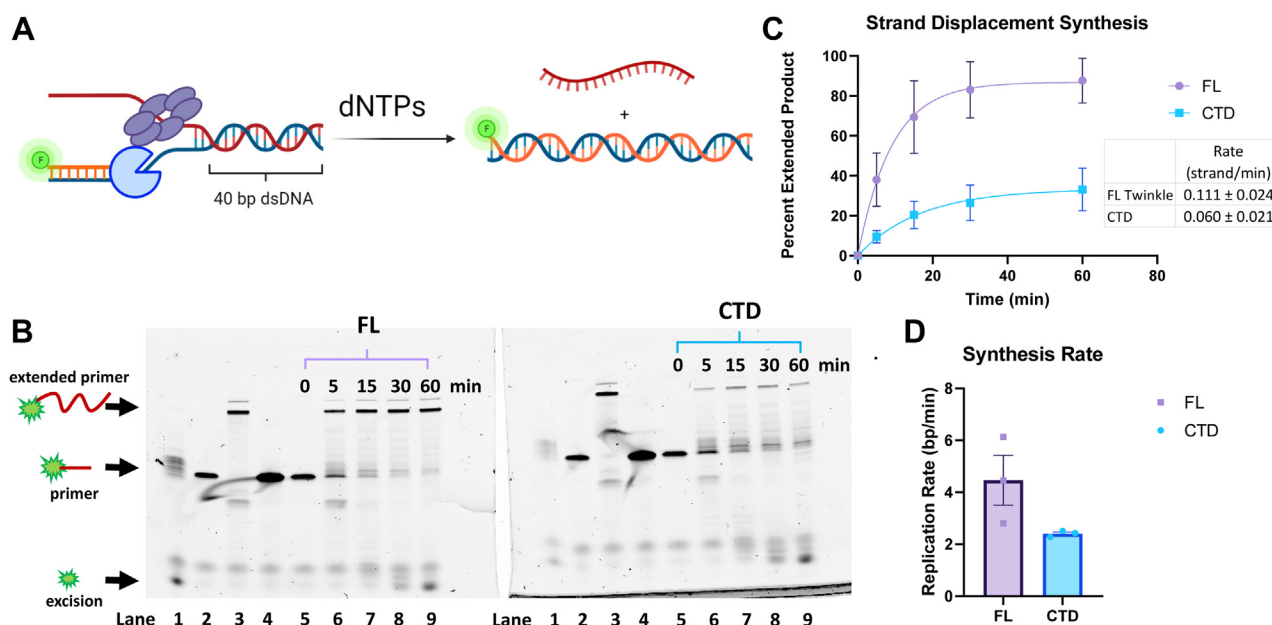 A
F
dNTPs
40 bp dsDNA
+
F
C
Strand Displacement Synthesis
Percent Extended Product
100
80
60
40
20
0
0
20
40
60
80
Time (min)
FL
CTD
Rate
(strand/min)
FL Twinkle 0.111 ± 0.024
CTD 0.060 ± 0.021
B
FL
0 5 15 30 60 min
CTD
0 5 15 30 60 min
extended primer
primer
excision
Lane 1 2 3 4 5 6 7 8 9
Lane 1 2 3 4 5 6 7 8 9
D
Synthesis Rate
Replication Rate (bp/min)
8
6
4
2
0
FL
CTD
FL
CTD